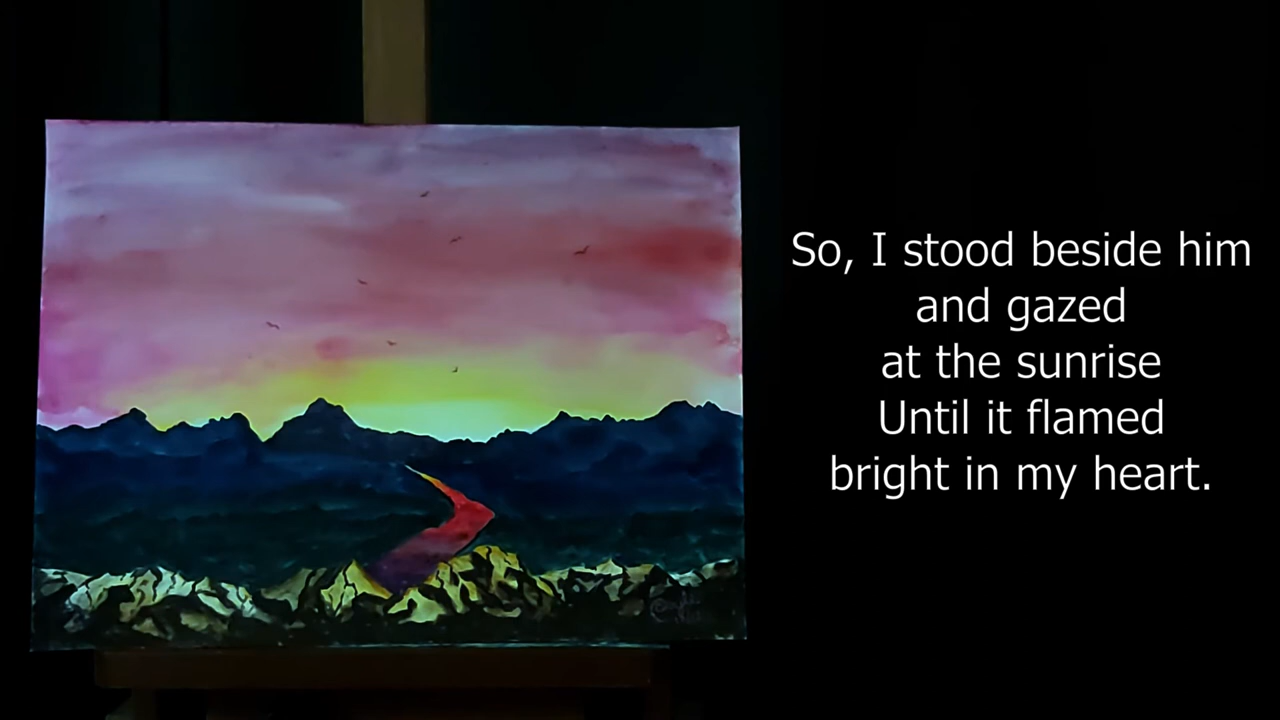 So, I stood beside him
and gazed
at the sunrise
Until it flamed
bright in my heart.